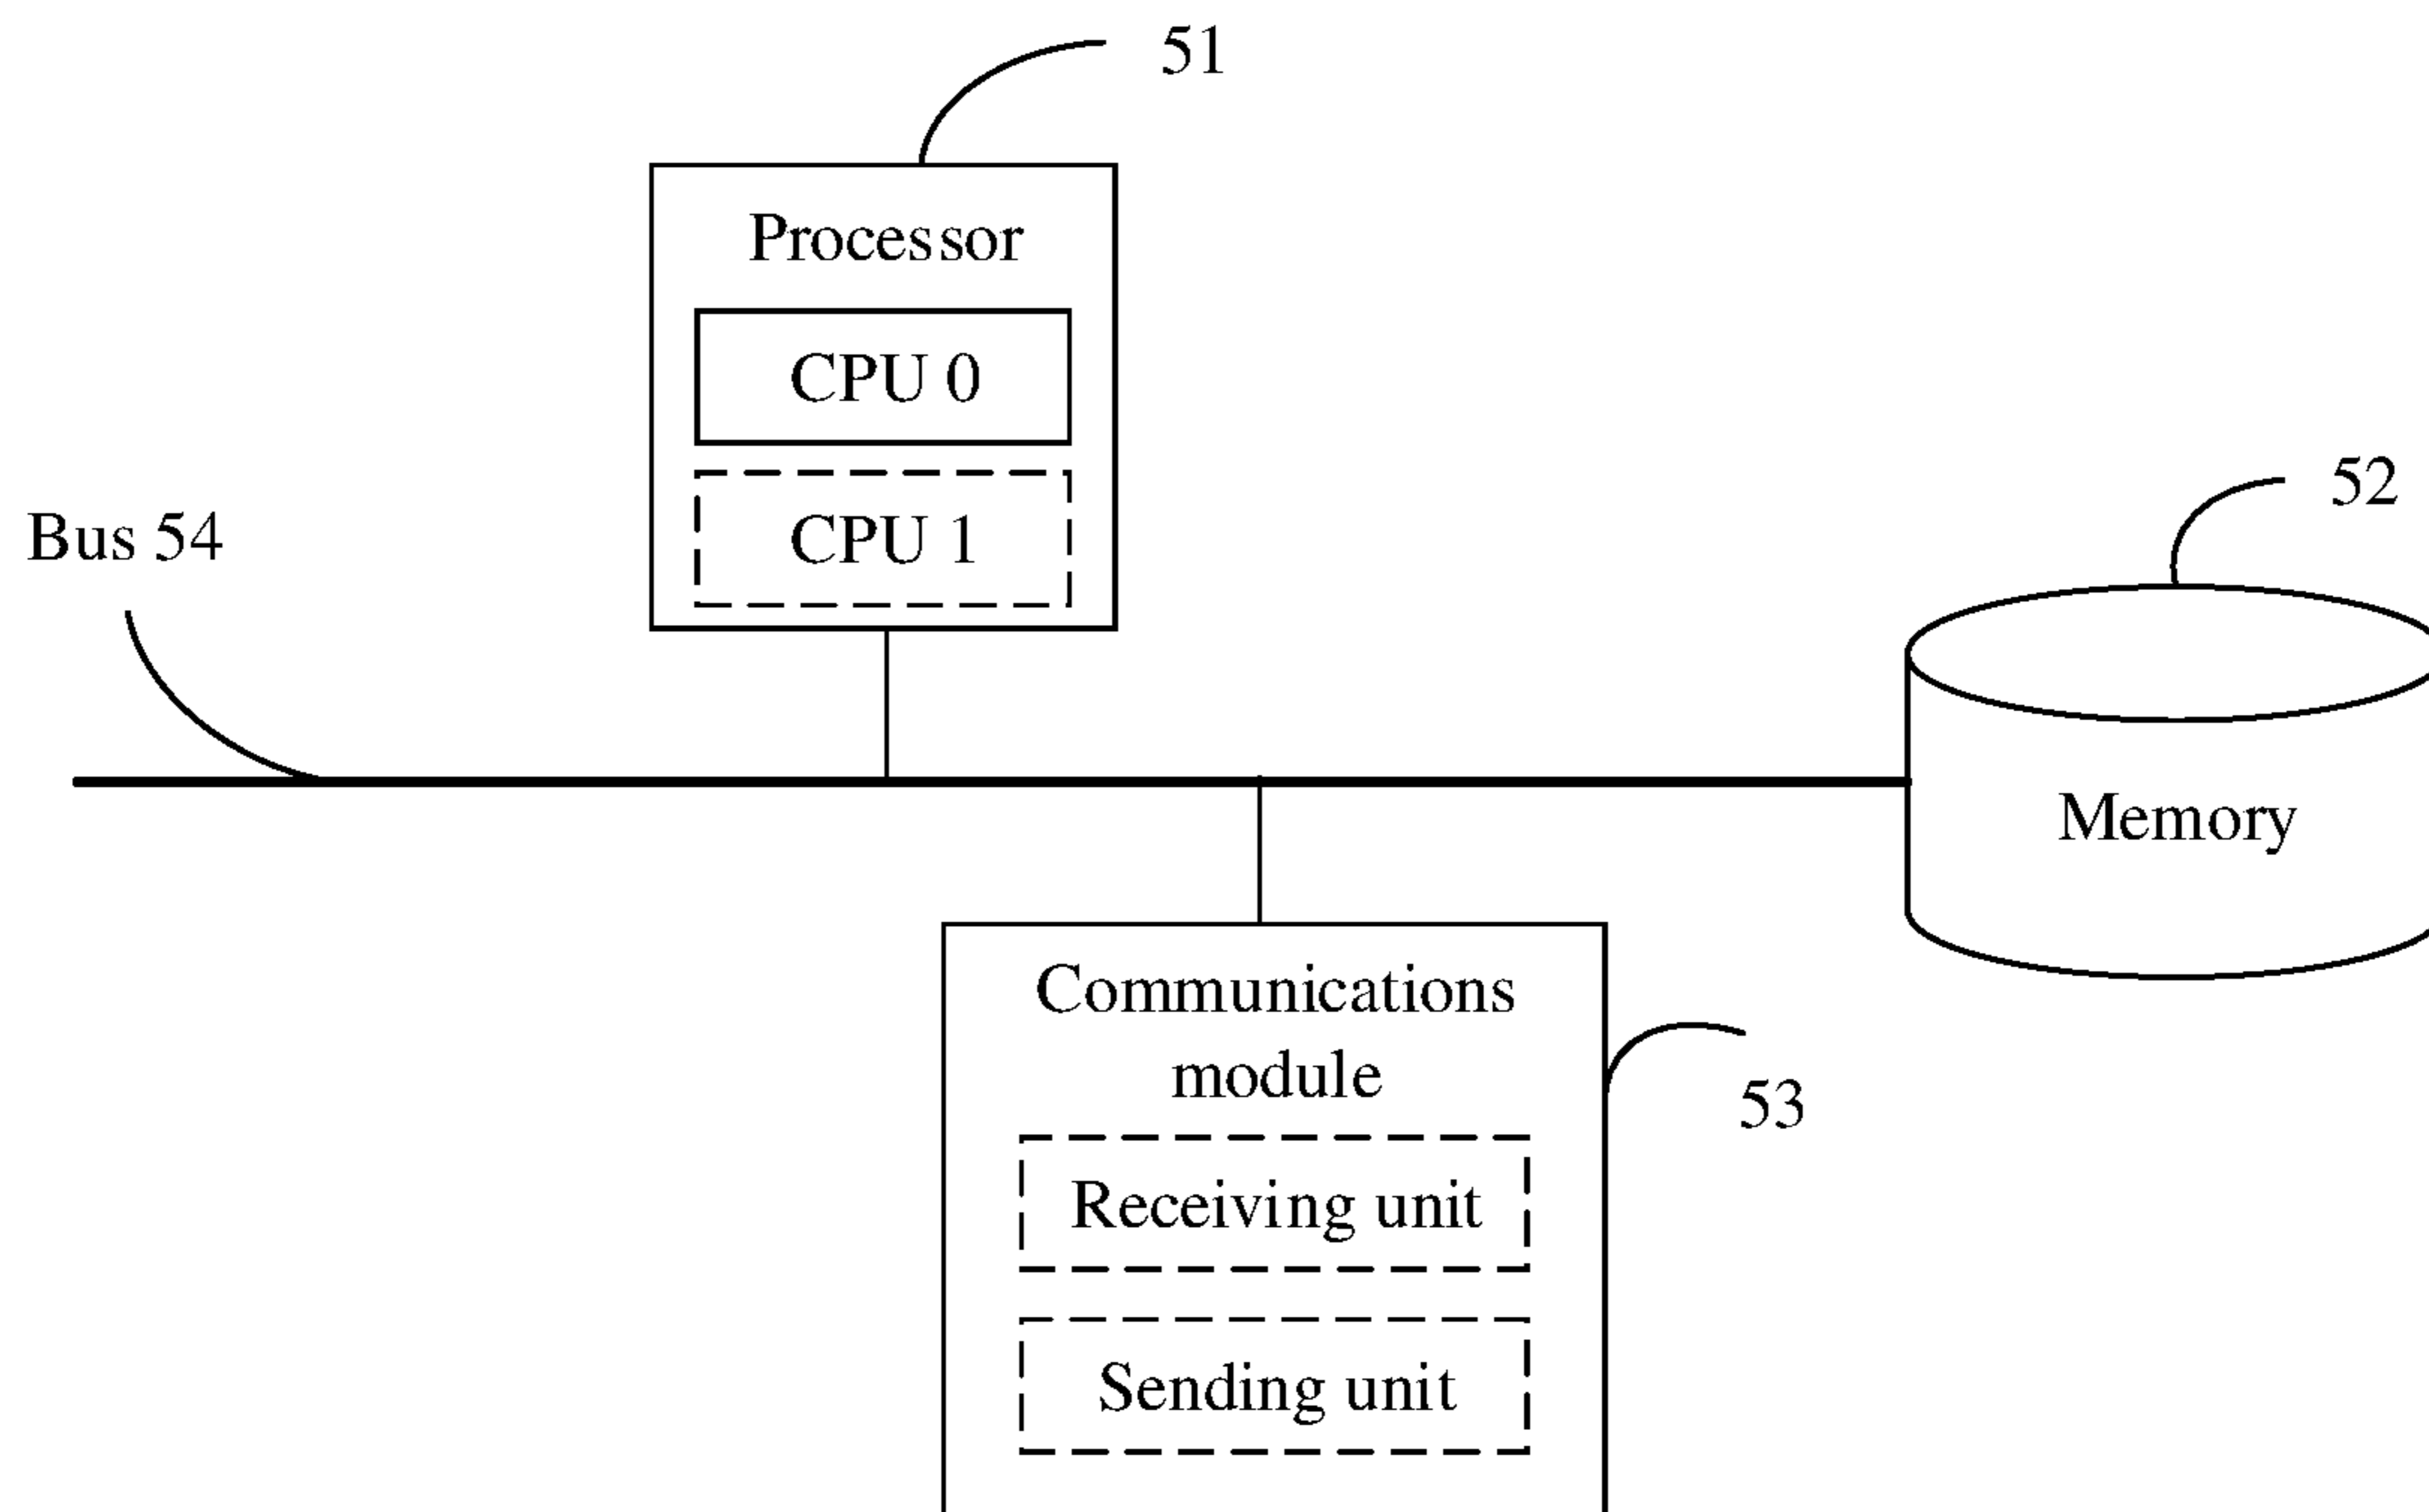 51
Processor
CPU 0
CPU 1
Bus 54
52
Memory
Communications
module
53
Receiving unit
Sending unit